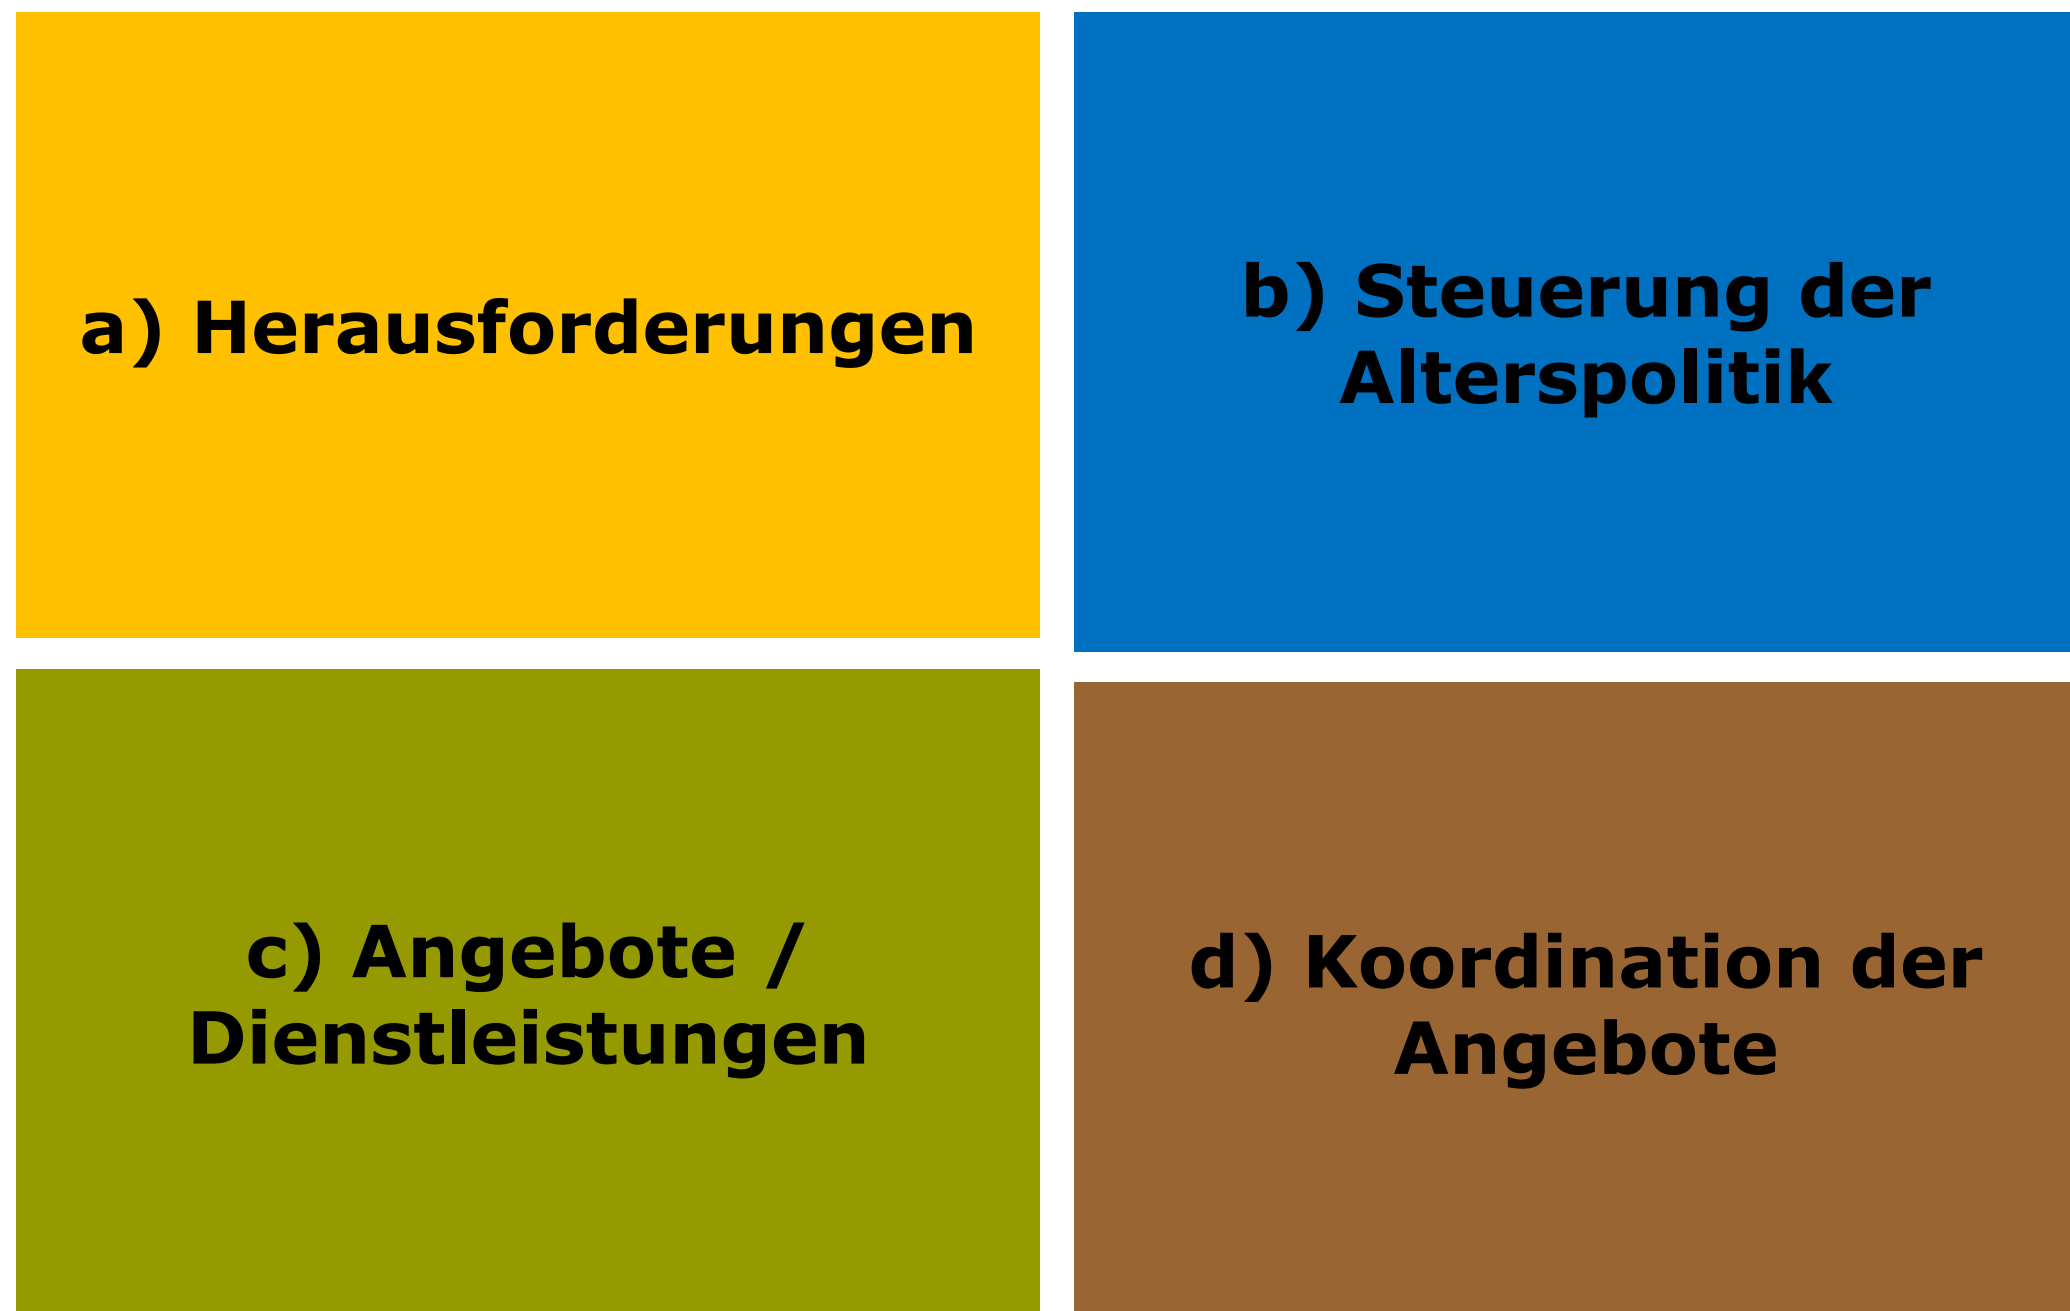 a) Herausforderungen
b) Steuerung der
Alterspolitik
c) Angebote /
Dienstleistungen
d) Koordination der
Angebote